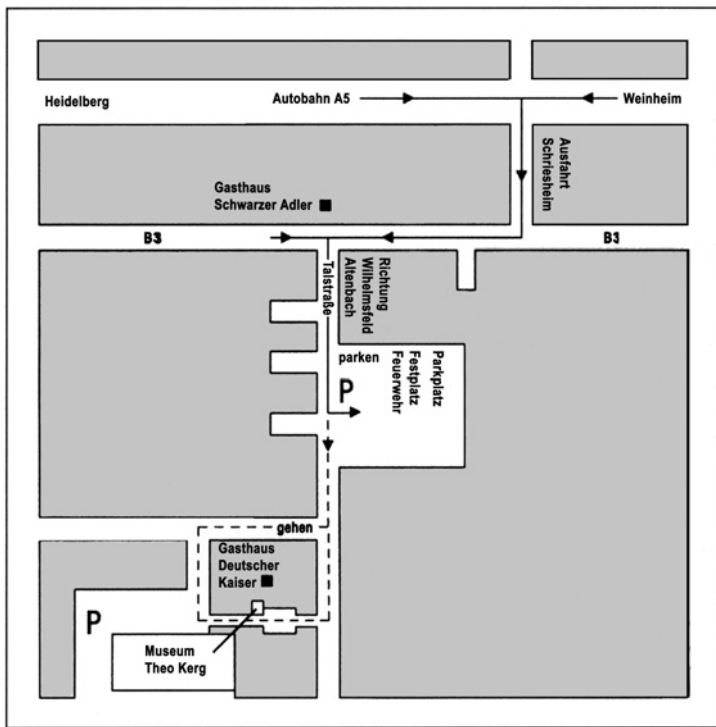 Heidelberg
Autobahn A5
Weinheim
Ausfahrt
Schriesheim
Gasthaus
Schwarzer Adler
B3
B3
Talstraße
Richtung
Wilhelmsfeld
Altenbach
parken
P
Parkplatz
Festplatz
Feuerwehr
gehen
Gasthaus
Deutscher
Kaiser
P
Museum
Theo Kerg